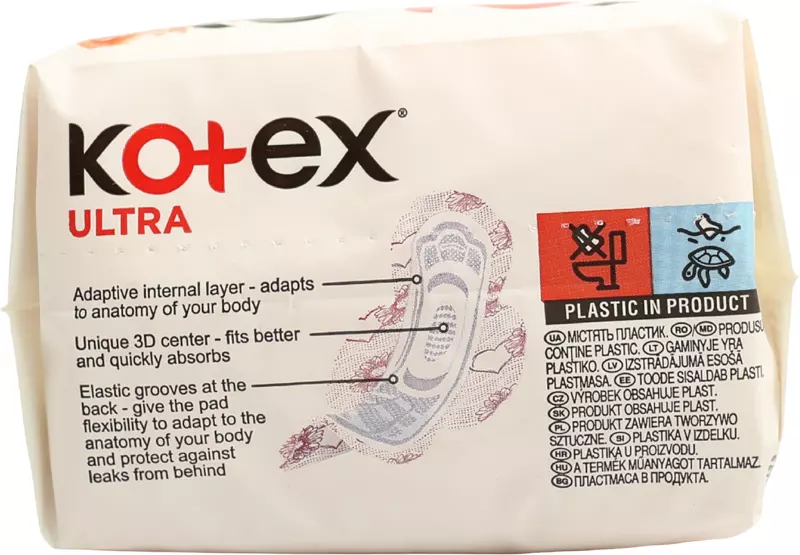 Kotex®
ULTRA
Adaptive internal layer - adapts
to anatomy of your body
Unique 3D center - fits better
and quickly absorbs
Elastic grooves at the
back - give the pad
flexibility to adapt to the
anatomy of your body
and protect against
leaks from behind
PLASTIC IN PRODUCT
UA МІСТЯТЬ ПЛАСТИК. RO/MD PRODUSU
CONȚINE PLASTIC. LT GAMINYJE YRA
PLASTIKO. LV IZSTRĀDĀJUMĀ ESOŠĀ
PLASTMASA. EE TOODE SISALDAB PLASTI.
CZ VÝROBEK OBSAHUJE PLAST.
SK PRODUKT OBSAHUJE PLAST.
PL PRODUKT ZAWIERA TWORZYWO
SZTUCZNE. SI PLASTIKA V IZDELKU.
HR PLASTIKA U PROIZVODU.
HU A TERMÉK MŰANYAGOT TARTALMAZ.
BG ПЛАСТМАСА В ПРОДУКТА.